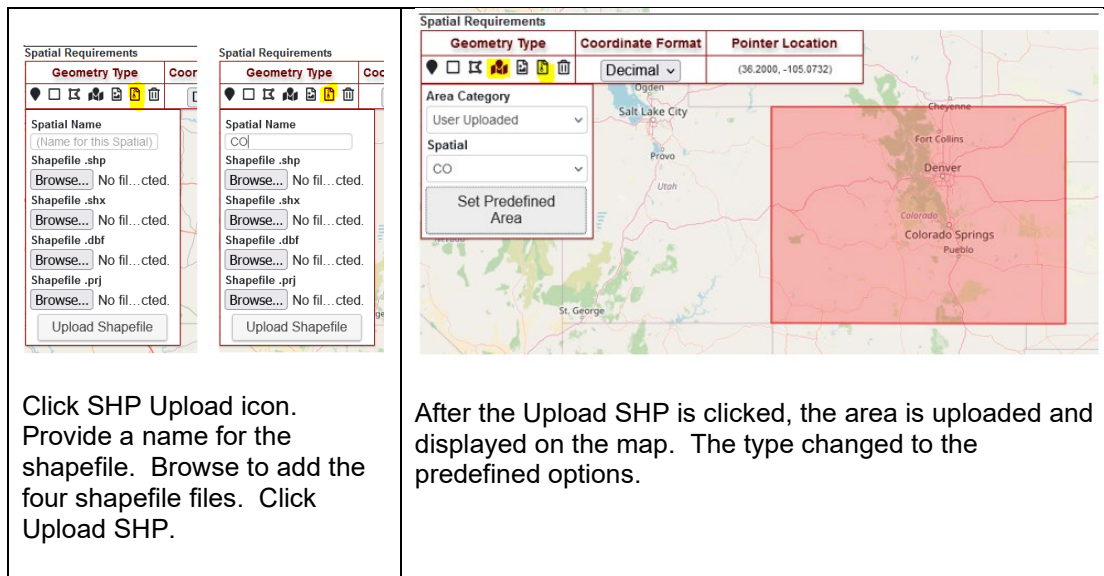 Spatial Requirements
Geometry Type Coor
Spatial Name
(Name for this Spatial)
Shapefile .shp
Browse... No fil…cted.
Shapefile .shx
Browse... No fil…cted.
Shapefile .dbf
Browse... No fil…cted.
Shapefile .prj
Browse... No fil…cted.
Upload Shapefile
Spatial Requirements
Geometry Type Coc
Spatial Name
CO
Shapefile .shp
Browse... No fil…cted.
Shapefile .shx
Browse... No fil…cted.
Shapefile .dbf
Browse... No fil…cted.
Shapefile .prj
Browse... No fil…cted.
Upload Shapefile
Click SHP Upload icon.
Provide a name for the
shapefile. Browse to add the
four shapefile files. Click
Upload SHP.
Spatial Requirements
Geometry Type Coordinate Format Pointer Location
Decimal (36.2000, -105.0732)
Area Category
User Uploaded
Spatial
CO
Set Predefined
Area
Ogden
Salt Lake City
Provo
Utah
St. George
Cheyenne
Fort Collins
Denver
Colorado
Colorado Springs
Pueblo
After the Upload SHP is clicked, the area is uploaded and
displayed on the map. The type changed to the
predefined options.